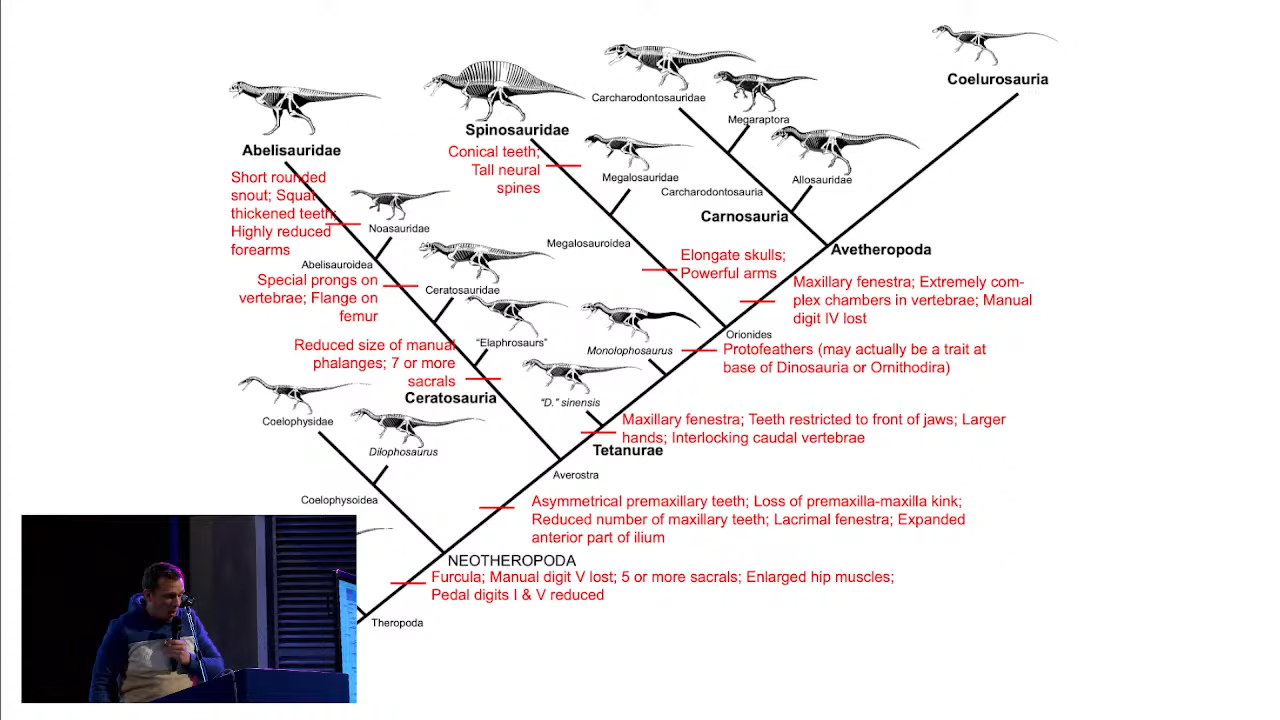 Coelurosauria
Carcharodontosauridae
Megaraptora
Spinosauridae
Abelisauridae
Conical teeth;
Tall neural
spines
Megalosauridae
Allosauridae
Carcharodontosauria
Short rounded
snout; Squat
thickened teeth;
Highly reduced
forearms
Noasauridae
Carnosauria
Megalosauroidea
Avetheropoda
Abelisauroidea
Elongate skulls;
Powerful arms
Special prongs on
vertebrae; Flange on
femur
Ceratosauridae
Maxillary fenestra; Extremely com-
plex chambers in vertebrae; Manual
digit IV lost
Orionides
"Elaphrosaurs"
Monolophosaurus
Reduced size of manual
phalanges; 7 or more
sacrals
Protofeathers (may actually be a trait at
base of Dinosauria or Ornithodira)
Ceratosauria
"D." sinensis
Coelophysidae
Maxillary fenestra; Teeth restricted to front of jaws; Larger
hands; Interlocking caudal vertebrae
Dilophosaurus
Tetanurae
Averostra
Coelophysoidea
Asymmetrical premaxillary teeth; Loss of premaxilla-maxilla kink;
Reduced number of maxillary teeth; Lacrimal fenestra; Expanded
anterior part of ilium
NEOTHEROPODA
Furcula; Manual digit V lost; 5 or more sacrals; Enlarged hip muscles;
Pedal digits I & V reduced
Theropoda